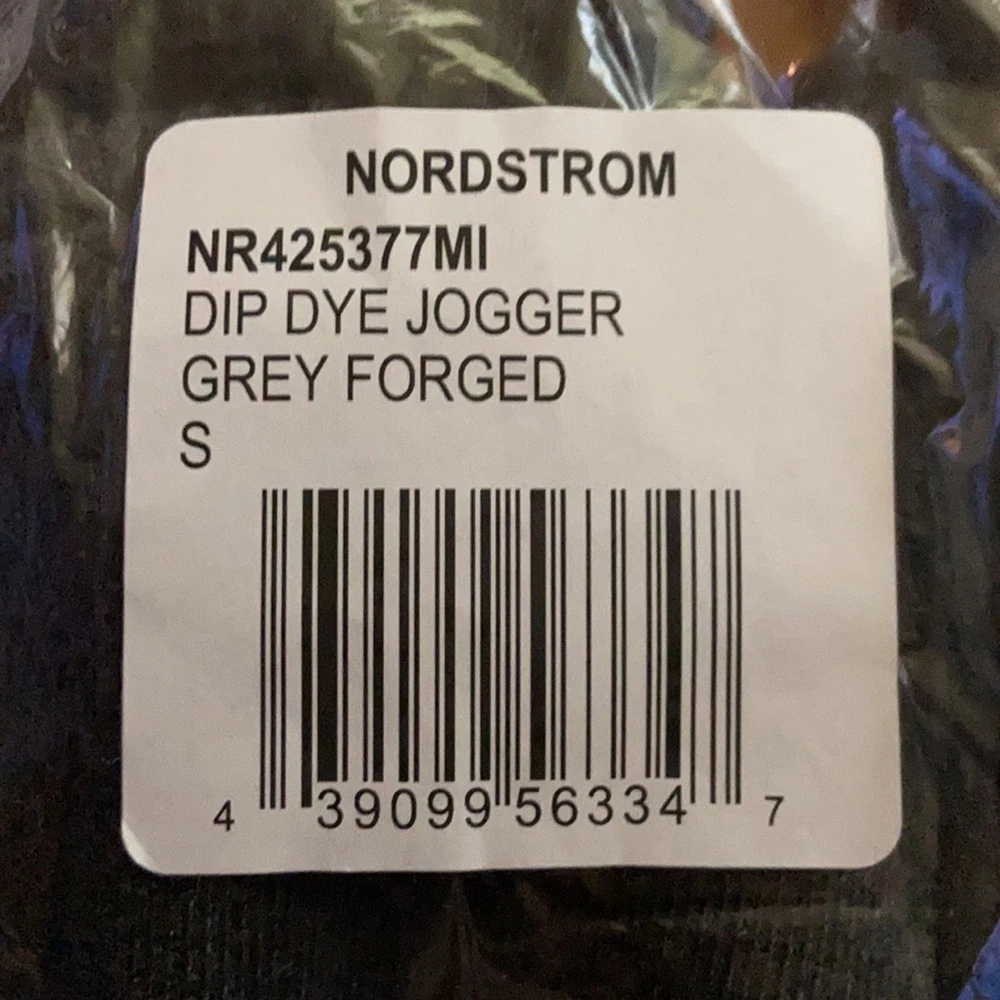 NORDSTROM
NR425377MI
DIP DYE JOGGER
GREY FORGED
S
4 39099 56334 7